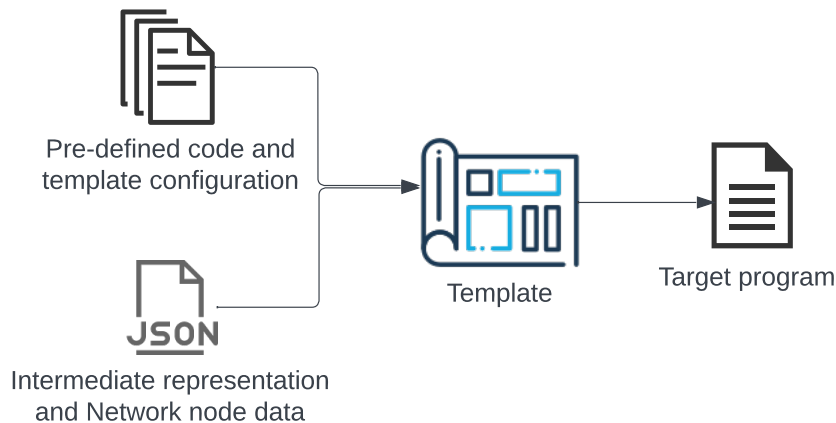 Pre-defined code and
template configuration
JSON
Intermediate representation
and Network node data
Template
Target program